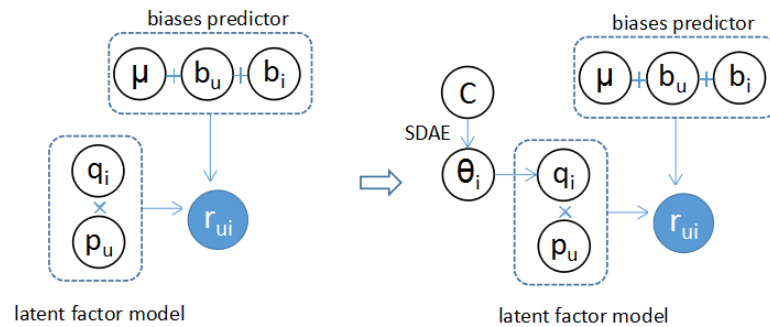 biases predictor
μ + b_u + b_i
q_i
×
p_u
r_ui
latent factor model
biases predictor
μ + b_u + b_i
C
SDAE
θ_i
q_i
×
p_u
r_ui
latent factor model